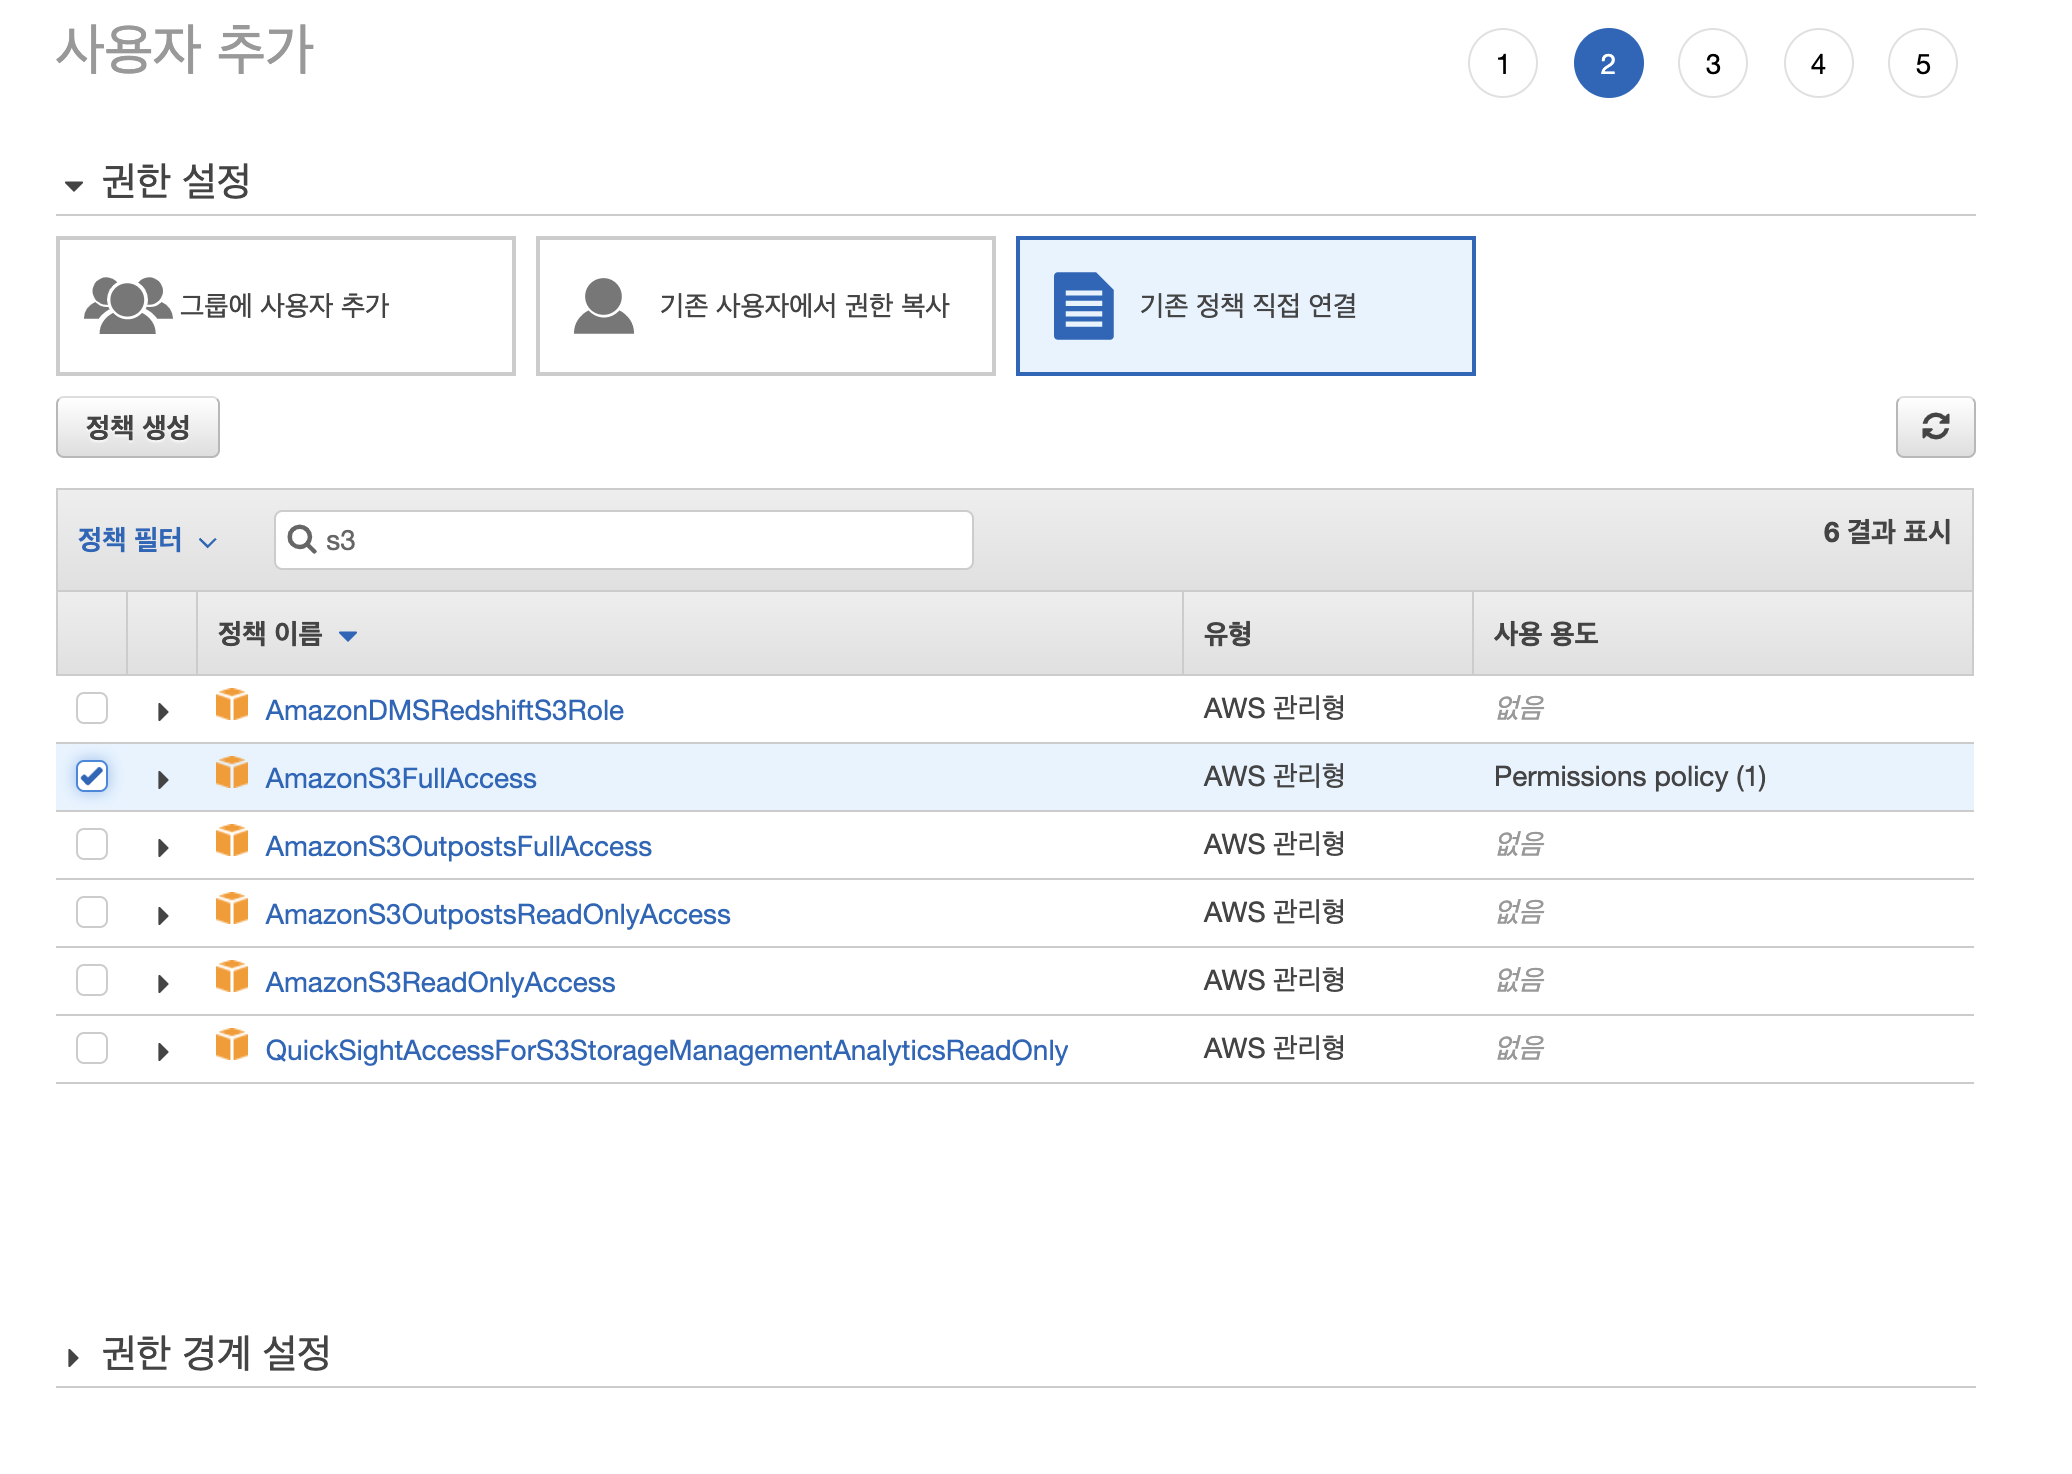 사용자 추가
1 2 3 4 5
권한 설정
그룹에 사용자 추가
기존 사용자에서 권한 복사
기존 정책 직접 연결
정책 생성
정책 필터 s3 6 결과 표시
정책 이름 유형 사용 용도
AmazonDMSRedshiftS3Role AWS 관리형 없음
AmazonS3FullAccess AWS 관리형 Permissions policy (1)
AmazonS3OutpostsFullAccess AWS 관리형 없음
AmazonS3OutpostsReadOnlyAccess AWS 관리형 없음
AmazonS3ReadOnlyAccess AWS 관리형 없음
QuickSightAccessForS3StorageManagementAnalyticsReadOnly AWS 관리형 없음
권한 경계 설정